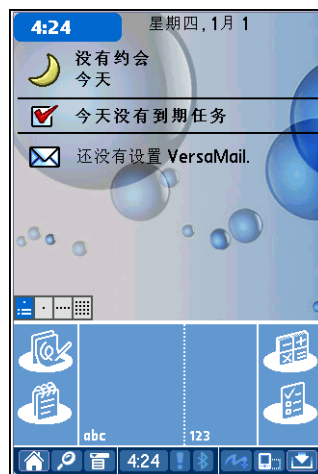 4:24
星期四, 1月 1
没有约会
今天
今天没有到期任务
还没有设置 VersaMail.
abc
123
4:24